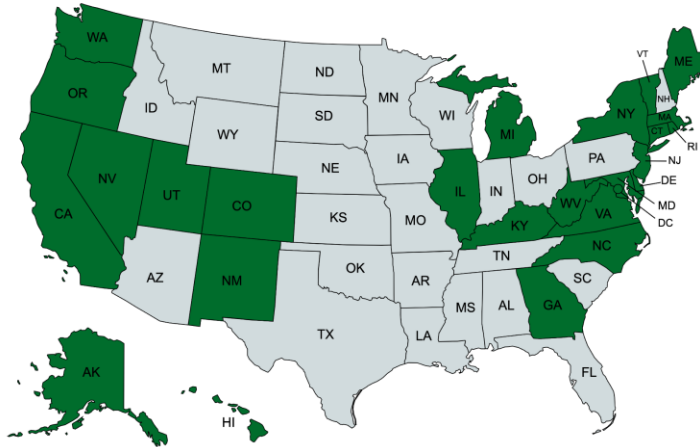 WA
MT
ND
MN
VT
ME
OR
ID
SD
WI
NH
NY
MA
WY
MI
CT
RI
NE
IA
PA
NJ
NV
UT
CO
IL
IN
OH
DE
CA
KS
MO
WV
VA
MD
KY
DC
NC
TN
AZ
NM
OK
AR
SC
MS
AL
GA
TX
LA
FL
AK
HI